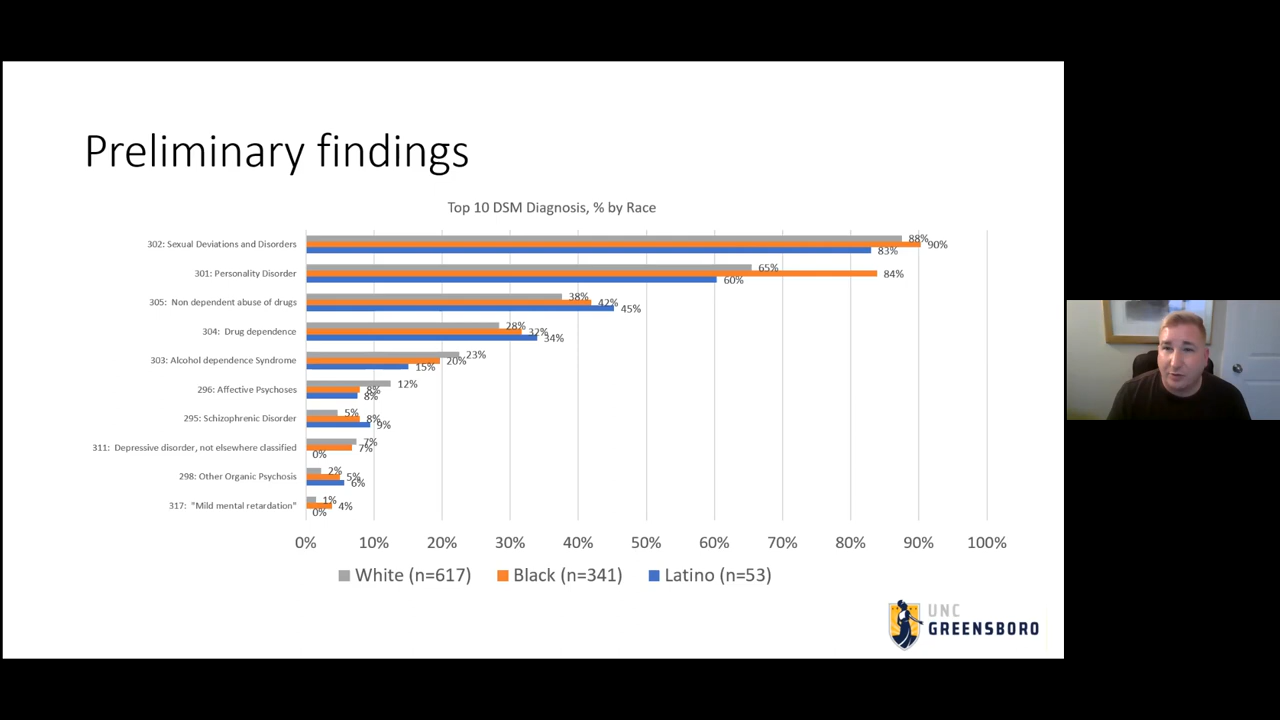 Preliminary findings
Top 10 DSM Diagnosis, % by Race
302: Sexual Deviations and Disorders
88%
90%
83%
301: Personality Disorder
65%
84%
60%
305:  Non dependent abuse of drugs
38%
42%
45%
304:  Drug dependence
28%
32%
34%
303: Alcohol dependence Syndrome
23%
20%
15%
296: Affective Psychoses
12%
8%
8%
295: Schizophrenic Disorder
5%
8%
9%
311:  Depressive disorder, not elsewhere classified
7%
7%
0%
298: Other Organic Psychosis
2%
5%
6%
317:  "Mild mental retardation"
1%
4%
0%
0% 10% 20% 30% 40% 50% 60% 70% 80% 90% 100%
White (n=617) Black (n=341) Latino (n=53)
UNC
GREENSBORO